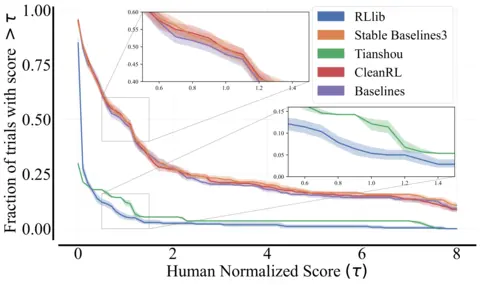 Fraction of trials with score > τ
1.00
0.75
0.50
0.25
0.00
0.60
0.55
0.50
0.45
0.40
0.6 0.8 1.0 1.2 1.4
RLlib
Stable Baselines3
Tianshou
CleanRL
Baselines
0.15
0.10
0.05
0.00
0.6 0.8 1.0 1.2 1.4
0 2 4 6 8
Human Normalized Score (τ)